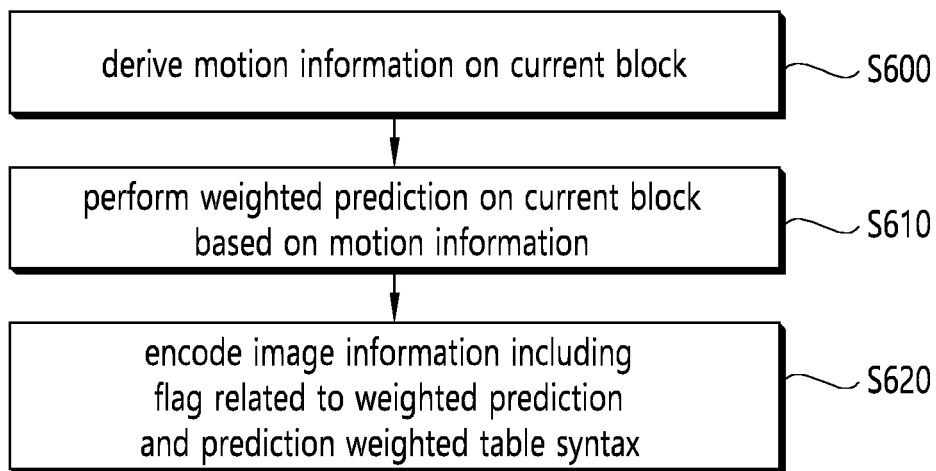 derive motion information on current block
S600
perform weighted prediction on current block
based on motion information
S610
encode image information including
flag related to weighted prediction
and prediction weighted table syntax
S620